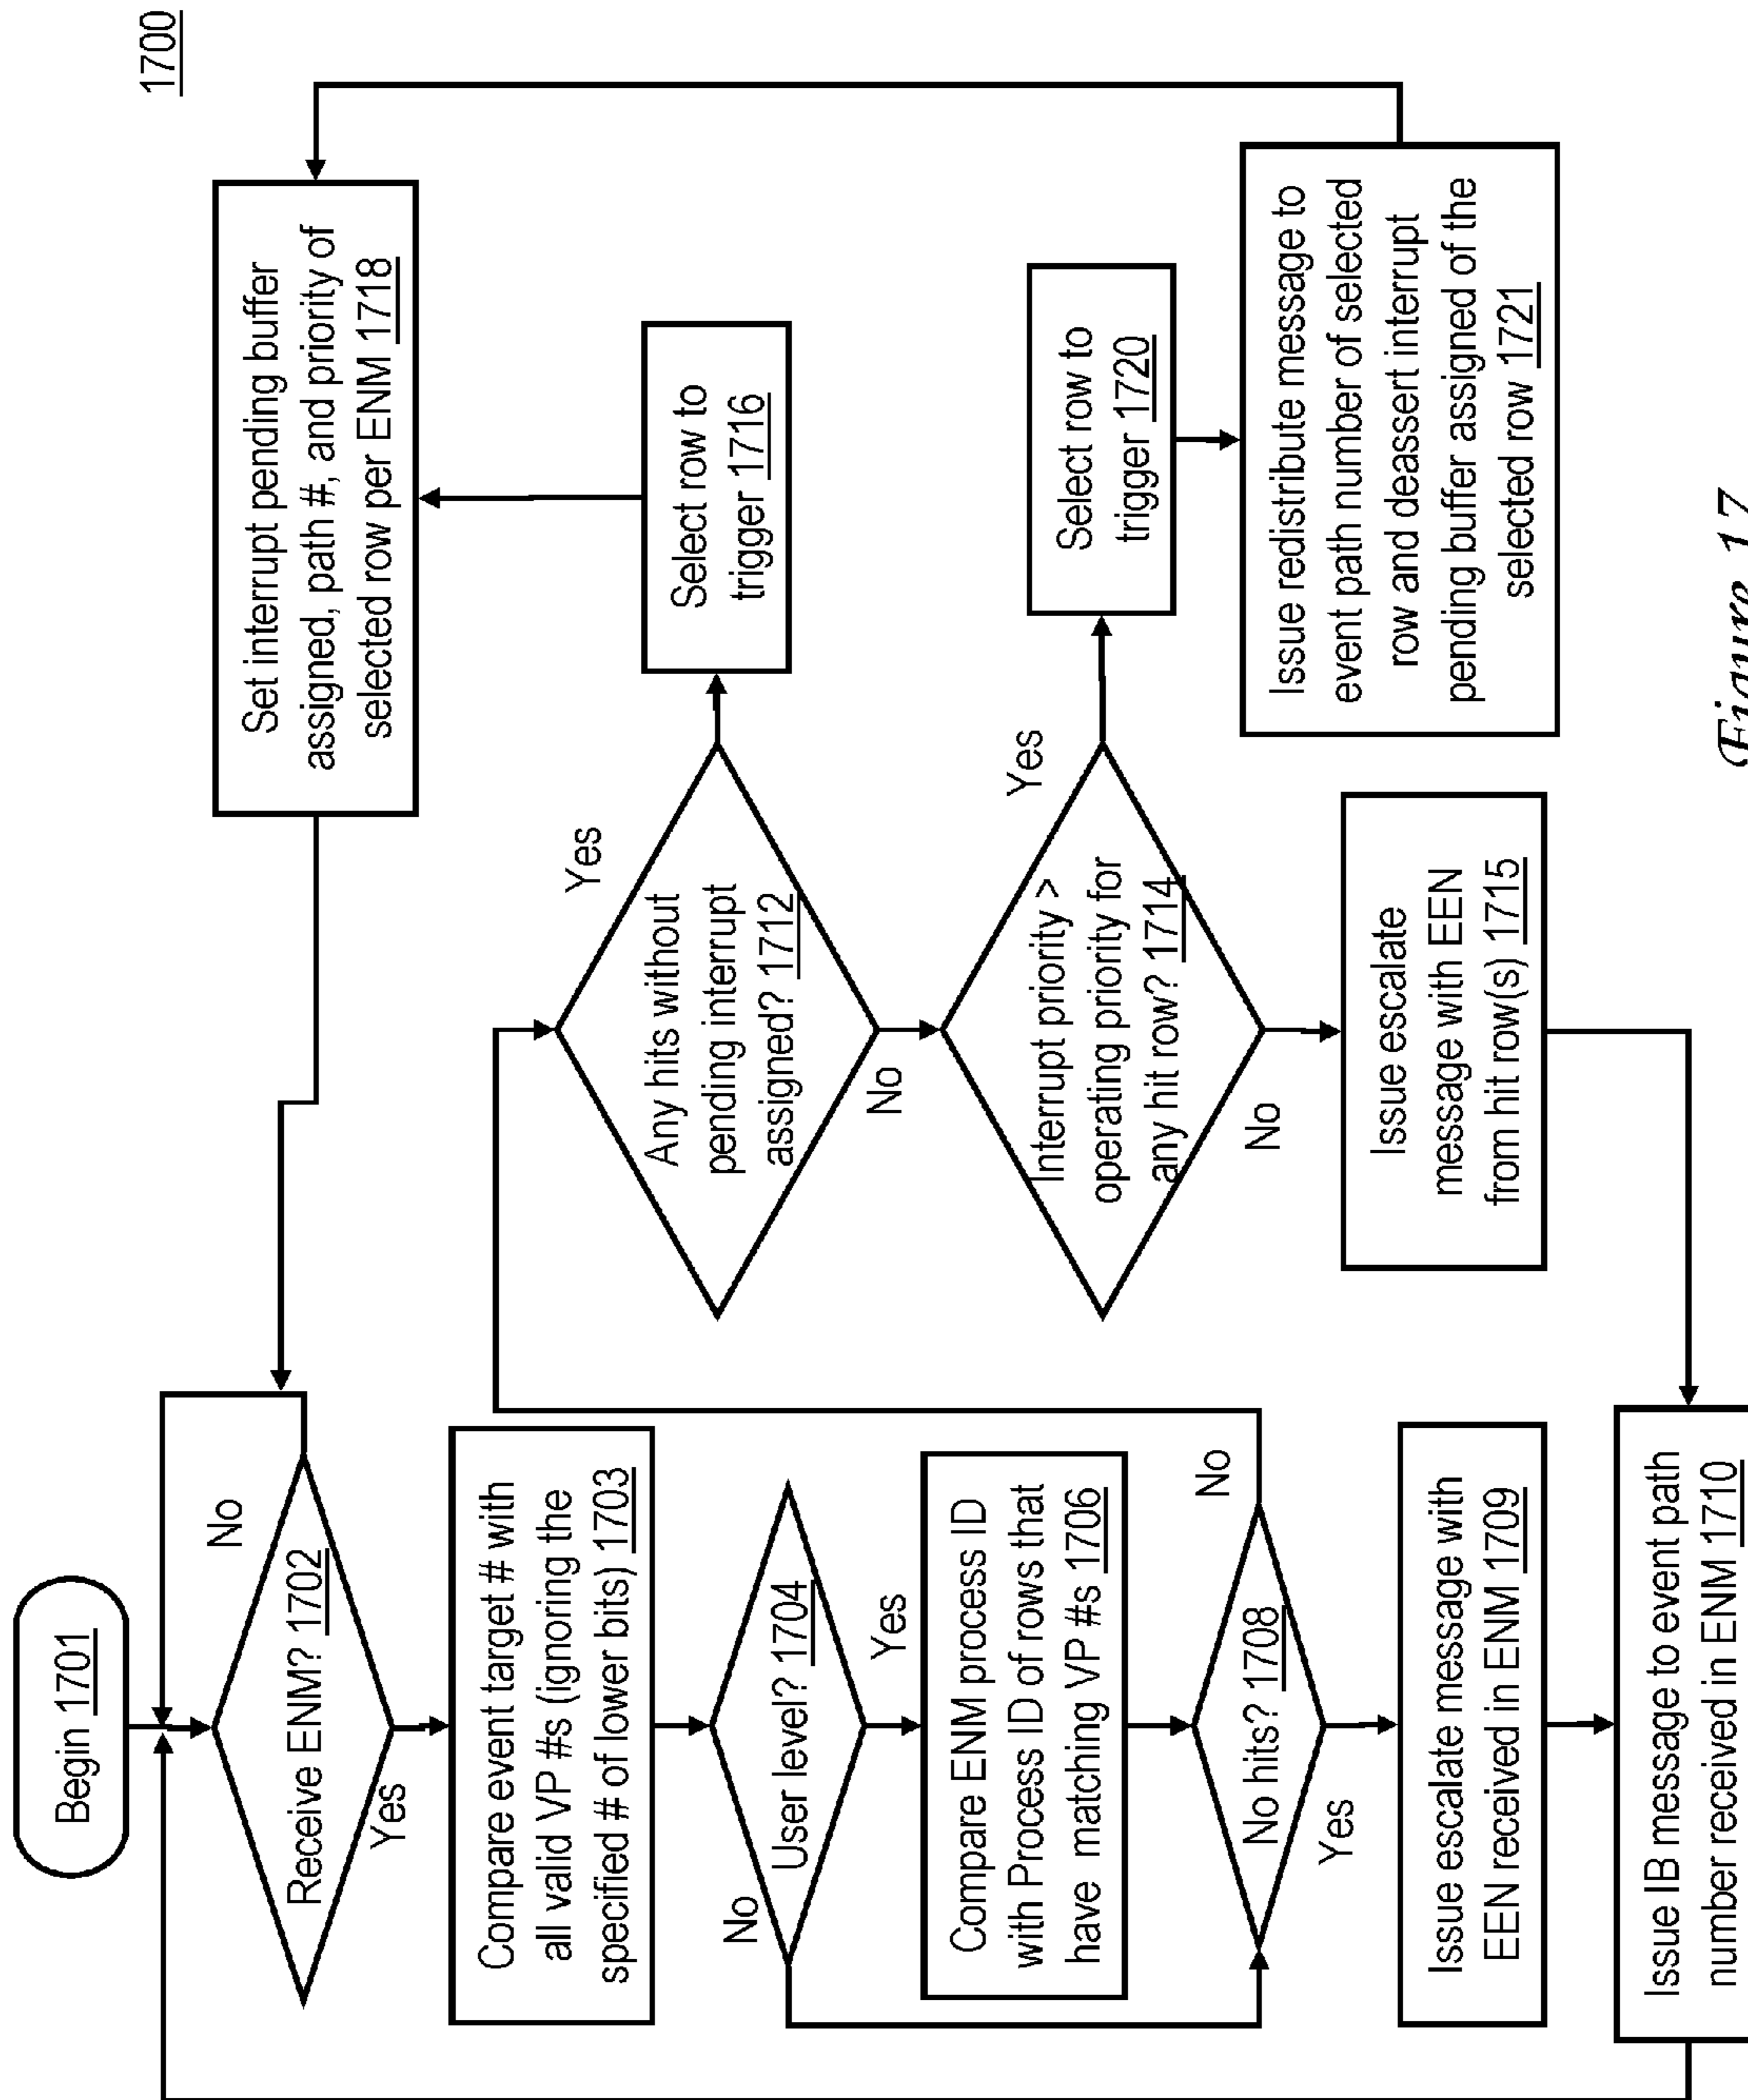 1700
Begin 1701
Receive ENM? 1702
No
Yes
Compare event target # with
all valid VP #s (ignoring the
specified # of lower bits) 1703
User level? 1704
No
Yes
Compare ENM process ID
with Process ID of rows that
have matching VP #s 1706
No hits? 1708
No
Yes
Issue escalate message with
EEN received in ENM 1709
Issue IB message to event path
number received in ENM 1710
Any hits without
pending interrupt
assigned? 1712
Yes
No
Interrupt priority >
operating priority for
any hit row? 1714
Yes
No
Issue escalate
message with EEN
from hit row(s) 1715
Set interrupt pending buffer
assigned, path #, and priority of
selected row per ENM 1718
Select row to
trigger 1716
Select row to
trigger 1720
Issue redistribute message to
event path number of selected
row and deassert interrupt
pending buffer assigned of the
selected row 1721
Figure 17